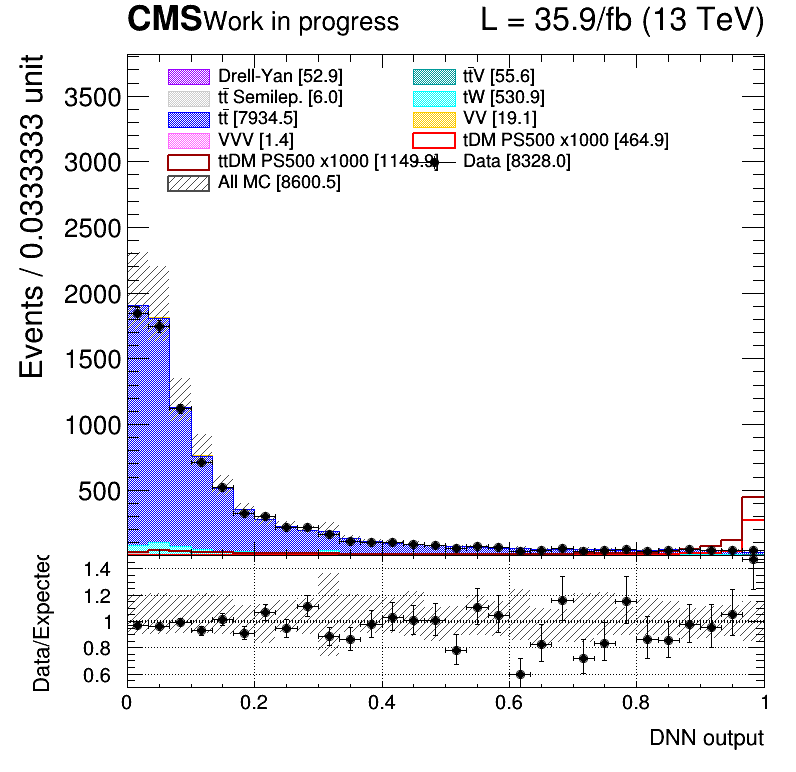 CMS Work in progress L = 35.9/fb (13 TeV)
Events / 0.0333333 unit
3500
3000
2500
2000
1500
1000
500
Drell-Yan [52.9]
tt̄V [55.6]
tt̄ Semilep. [6.0]
tW [530.9]
tt̄ [7934.5]
VV [19.1]
VVV [1.4]
tDM PS500 x1000 [464.9]
ttDM PS500 x1000 [1149.9]
Data [8328.0]
All MC [8600.5]
Data/Expected
1.4
1.2
1
0.8
0.6
0 0.2 0.4 0.6 0.8 1
DNN output